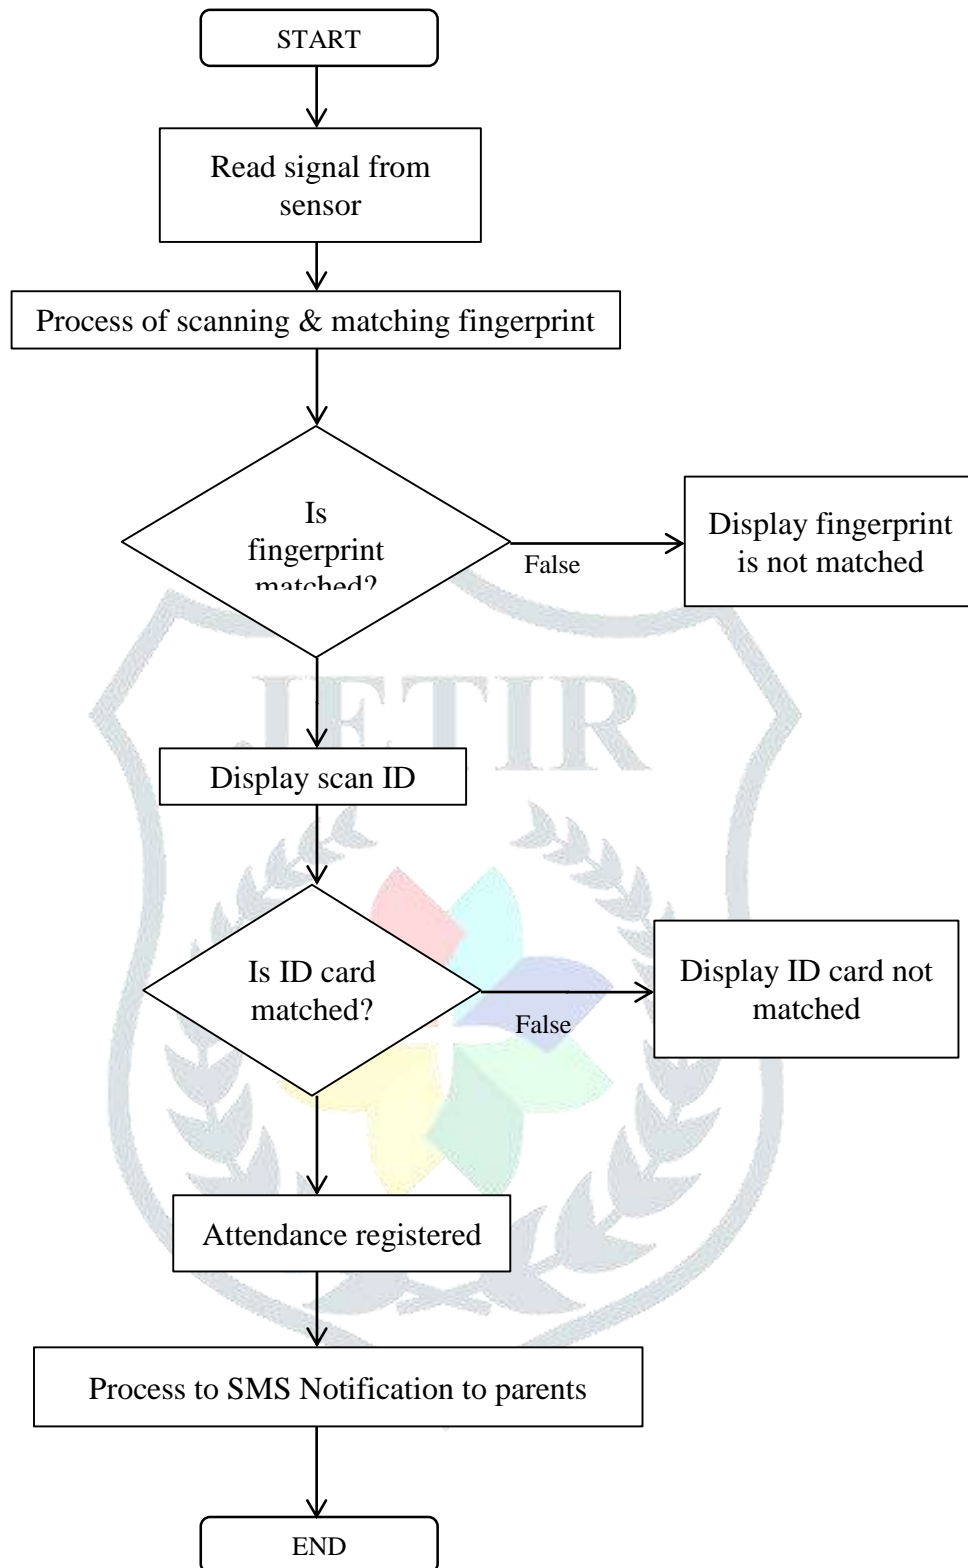 START
Read signal from
sensor
Process of scanning & matching fingerprint
Is
fingerprint
matched?
False
Display fingerprint
is not matched
JETIR
Display scan ID
Is ID card
matched?
False
Display ID card not
matched
Attendance registered
Process to SMS Notification to parents
END